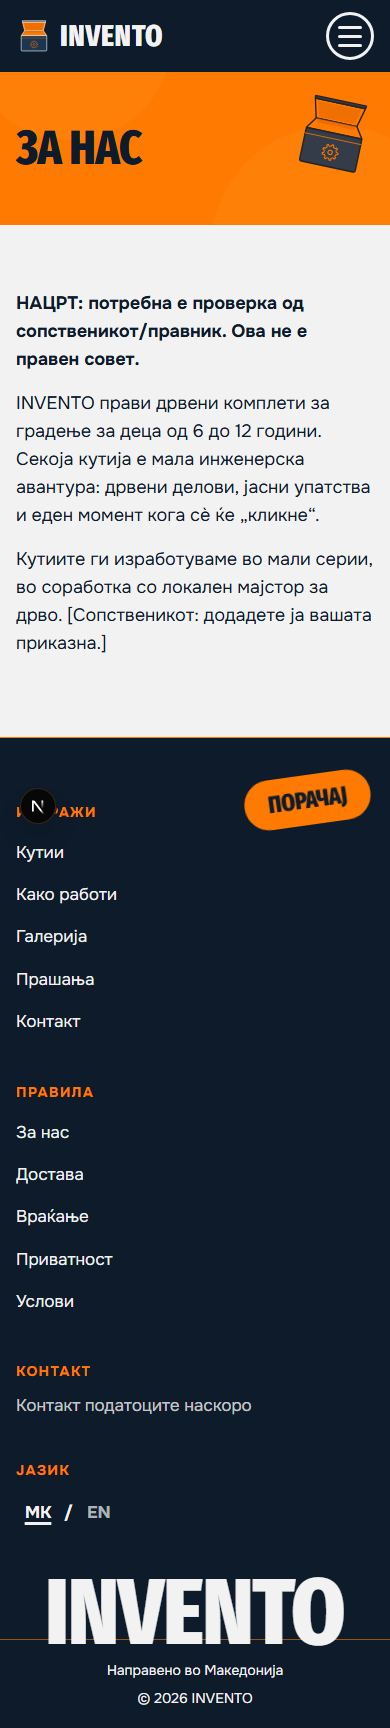 INVENTO
ЗА НАС
НАЦРТ: потребна е проверка од
сопственикот/правник. Ова не е
правен совет.
INVENTO прави дрвени комплети за
градење за деца од 6 до 12 години.
Секоја кутија е мала инженерска
авантура: дрвени делови, јасни упатства
и еден момент кога сѐ ќе „кликне“.
Кутиите ги изработуваме во мали серии,
во соработка со локален мајстор за
дрво. [Сопственикот: додадете ја вашата
приказна.]
ПОРАЧАЈ
Кутии
Како работи
Галерија
Прашања
Контакт
ПРАВИЛА
За нас
Достава
Враќање
Приватност
Услови
КОНТАКТ
Контакт податоците наскоро
ЈАЗИК
МК / EN
INVENTO
Направено во Македонија
© 2026 INVENTO